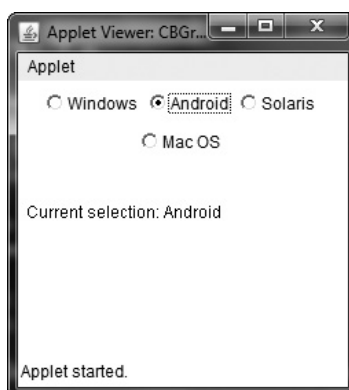 Applet Viewer: CBGr...
Applet
Windows Android Solaris
Mac OS
Current selection: Android
Applet started.